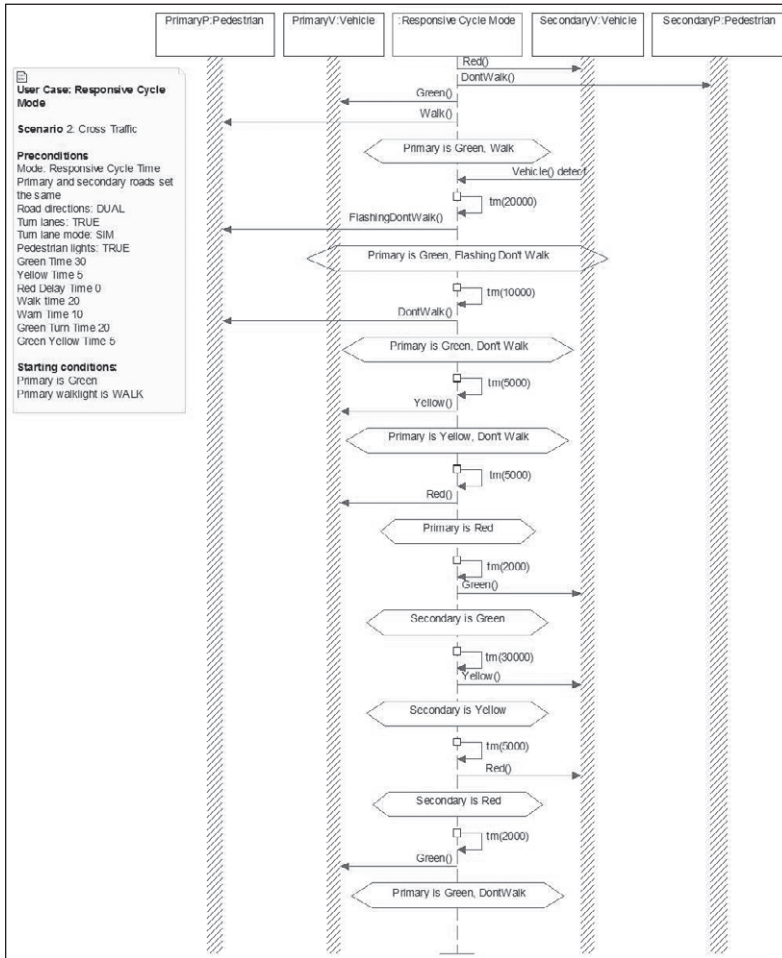 PrimaryP:Pedestrian
PrimaryV:Vehicle
:Responsive Cycle Mode
SecondaryV:Vehicle
SecondaryP:Pedestrian
User Case: Responsive Cycle
Mode
Scenario 2. Cross Traffic
Preconditions
Mode: Responsive Cycle Time
Primary and secondary roads set
the same
Road directions: DUAL
Turn lanes: TRUE
Turn lane mode: SIM
Pedestrian lights: TRUE
Green Time 30
Yellow Time 5
Red Delay Time 0
Walk time 20
Warn Time 10
Green Turn Time 20
Green Yellow Time 5
Starting conditions:
Primary is Green
Primary walklight is WALK
Red()
DontWalk()
Green()
Walk()
Primary is Green, Walk
Vehicle() detect
tm(20000)
FlashingDontWalk()
Primary is Green, Flashing Don't Walk
tm(10000)
DontWalk()
Primary is Green, Don't Walk
tm(5000)
Yellow()
Primary is Yellow, Don't Walk
tm(5000)
Red()
Primary is Red
tm(2000)
Green()
Secondary is Green
tm(30000)
Yellow()
Secondary is Yellow
tm(5000)
Red()
Secondary is Red
tm(2000)
Green()
Primary is Green, DontWalk